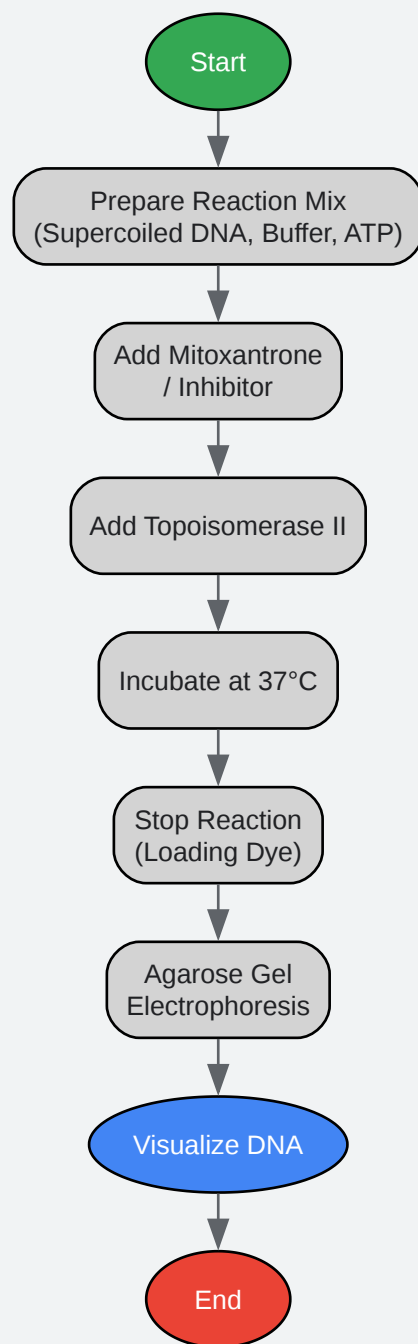 Start
Prepare Reaction Mix
(Supercoiled DNA, Buffer, ATP)
Add Mitoxantrone
/ Inhibitor
Add Topoisomerase II
Incubate at 37°C
Stop Reaction
(Loading Dye)
Agarose Gel
Electrophoresis
Visualize DNA
End